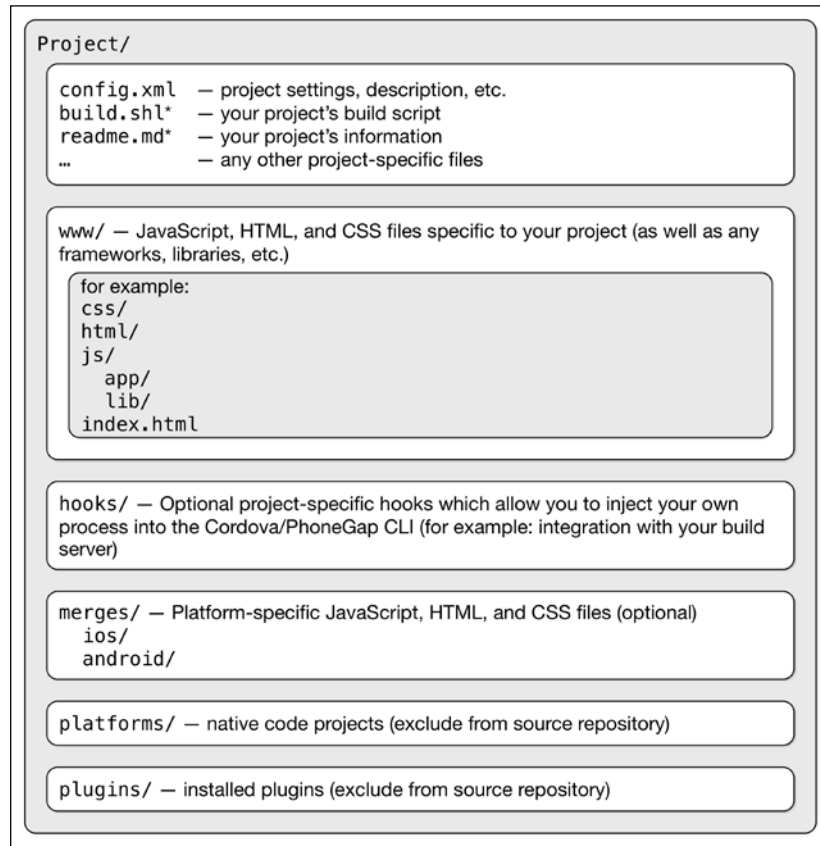 Project/
config.xml — project settings, description, etc.
build.shl* — your project's build script
readme.md* — your project's information
… — any other project-specific files
www/ — JavaScript, HTML, and CSS files specific to your project (as well as any
frameworks, libraries, etc.)
for example:
css/
html/
js/
app/
lib/
index.html
hooks/ — Optional project-specific hooks which allow you to inject your own
process into the Cordova/PhoneGap CLI (for example: integration with your build
server)
merges/ — Platform-specific JavaScript, HTML, and CSS files (optional)
ios/
android/
platforms/ — native code projects (exclude from source repository)
plugins/ — installed plugins (exclude from source repository)